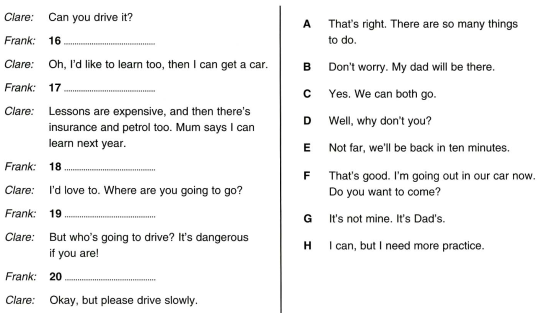 Clare: Can you drive it?
Frank: 16 ..........................................
Clare: Oh, I'd like to learn too, then I can get a car.
Frank: 17 ..........................................
Clare: Lessons are expensive, and then there's
insurance and petrol too. Mum says I can
learn next year.
Frank: 18 ..........................................
Clare: I'd love to. Where are you going to go?
Frank: 19 ..........................................
Clare: But who's going to drive? It's dangerous
if you are!
Frank: 20 ..........................................
Clare: Okay, but please drive slowly.
A That's right. There are so many things
to do.
B Don't worry. My dad will be there.
C Yes. We can both go.
D Well, why don't you?
E Not far, we'll be back in ten minutes.
F That's good. I'm going out in our car now.
Do you want to come?
G It's not mine. It's Dad's.
H I can, but I need more practice.